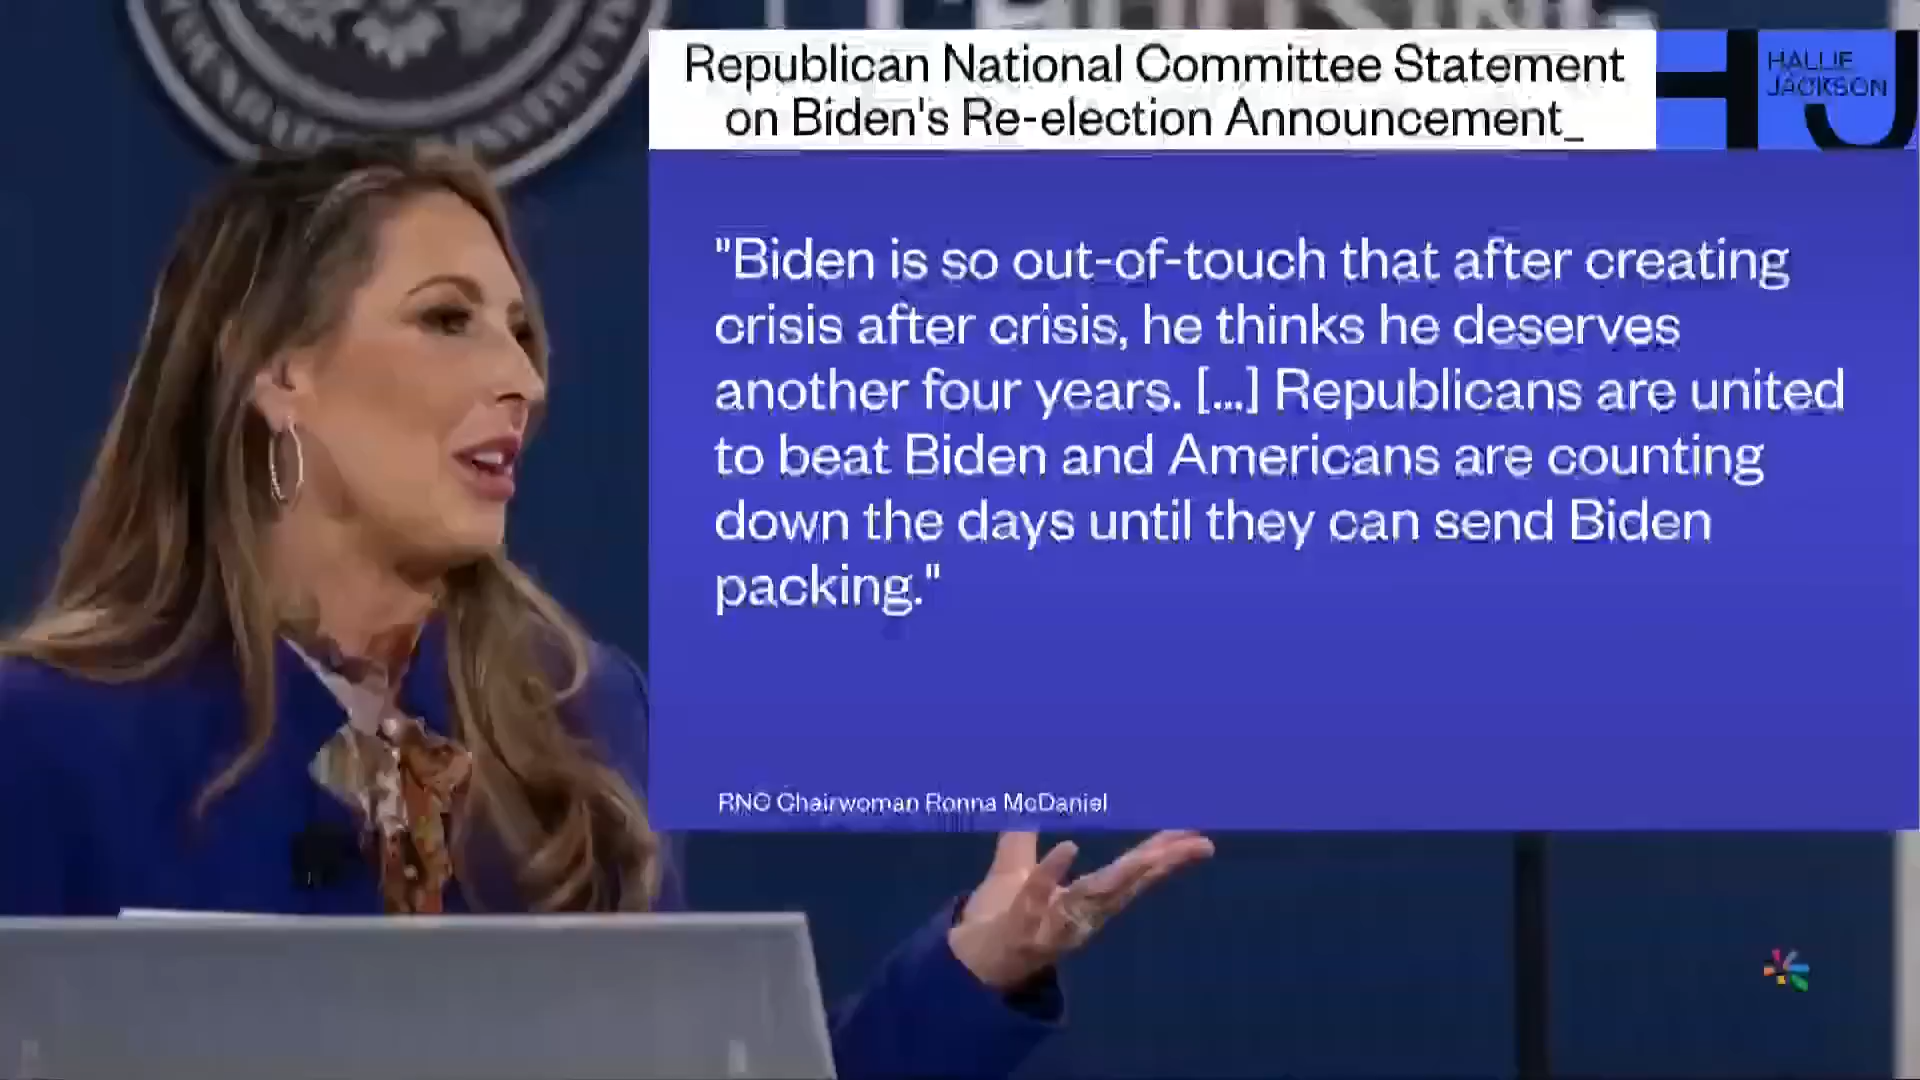 Republican National Committee Statement
on Biden's Re-election Announcement_
HALLIE
JACKSON
"Biden is so out-of-touch that after creating
crisis after crisis, he thinks he deserves
another four years. [...] Republicans are united
to beat Biden and Americans are counting
down the days until they can send Biden
packing."
RNC Chairwoman Ronna McDaniel